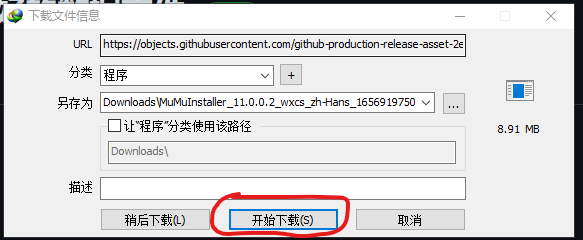 下载文件信息
URL https://objects.githubusercontent.com/github-production-release-asset-2e
分类 程序 +
另存为 Downloads\MuMuInstaller_11.0.0.2_wxcs_zh-Hans_1656919750 ...
8.91 MB
让“程序”分类使用该路径
Downloads\
描述
稍后下载(L) 开始下载(S) 取消